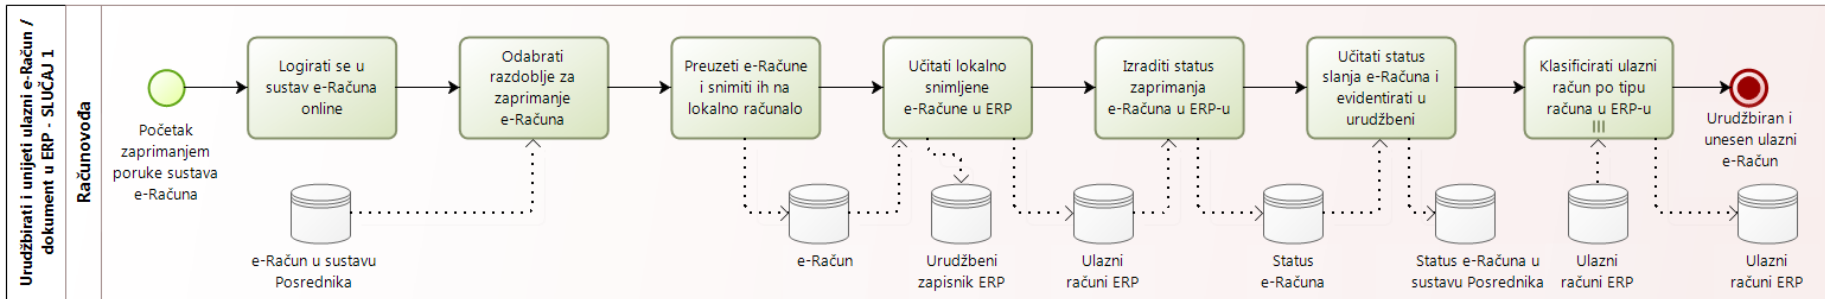 Urudžbirati i unijeti ulazni e-Račun /
dokument u ERP - SLUČAJ 1
Računovođa
Početak
zaprimanjem
poruke sustava
e-Računa
Logirati se u
sustav e-Računa
online
Odabrati
razdoblje za
zaprimanje
e-Računa
Preuzeti e-Račune
i snimiti ih na
lokalno računalo
Učitati lokalno
snimljene
e-Račune u ERP
Izraditi status
zaprimanja
e-Računa u ERP-u
Učitati status
slanja e-Računa i
evidentirati u
urudžbeni
Klasificirati ulazni
račun po tipu
računa u ERP-u
Urudžbiran i
unesen ulazni
e-Račun
e-Račun u sustavu
Posrednika
e-Račun
Urudžbeni
zapisnik ERP
Ulazni
računi ERP
Status
e-Računa
Status e-Računa u
sustavu Posrednika
Ulazni
računi ERP
Ulazni
računi ERP